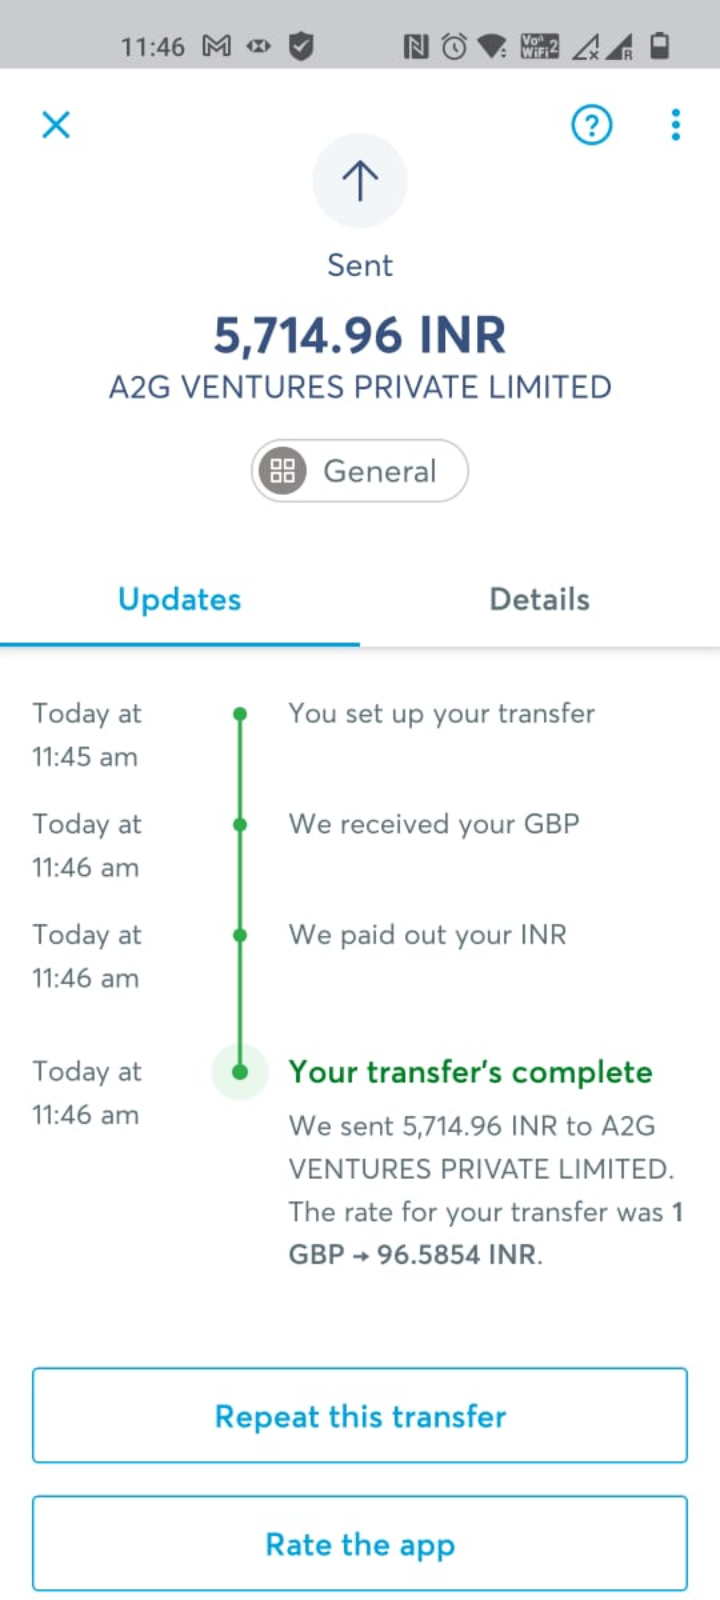 11:46
VoWiFi 2
R
?
Sent
5,714.96 INR
A2G VENTURES PRIVATE LIMITED
General
Updates
Details
Today at
11:45 am
You set up your transfer
Today at
11:46 am
We received your GBP
Today at
11:46 am
We paid out your INR
Today at
11:46 am
Your transfer's complete
We sent 5,714.96 INR to A2G
VENTURES PRIVATE LIMITED.
The rate for your transfer was 1
GBP → 96.5854 INR.
Repeat this transfer
Rate the app